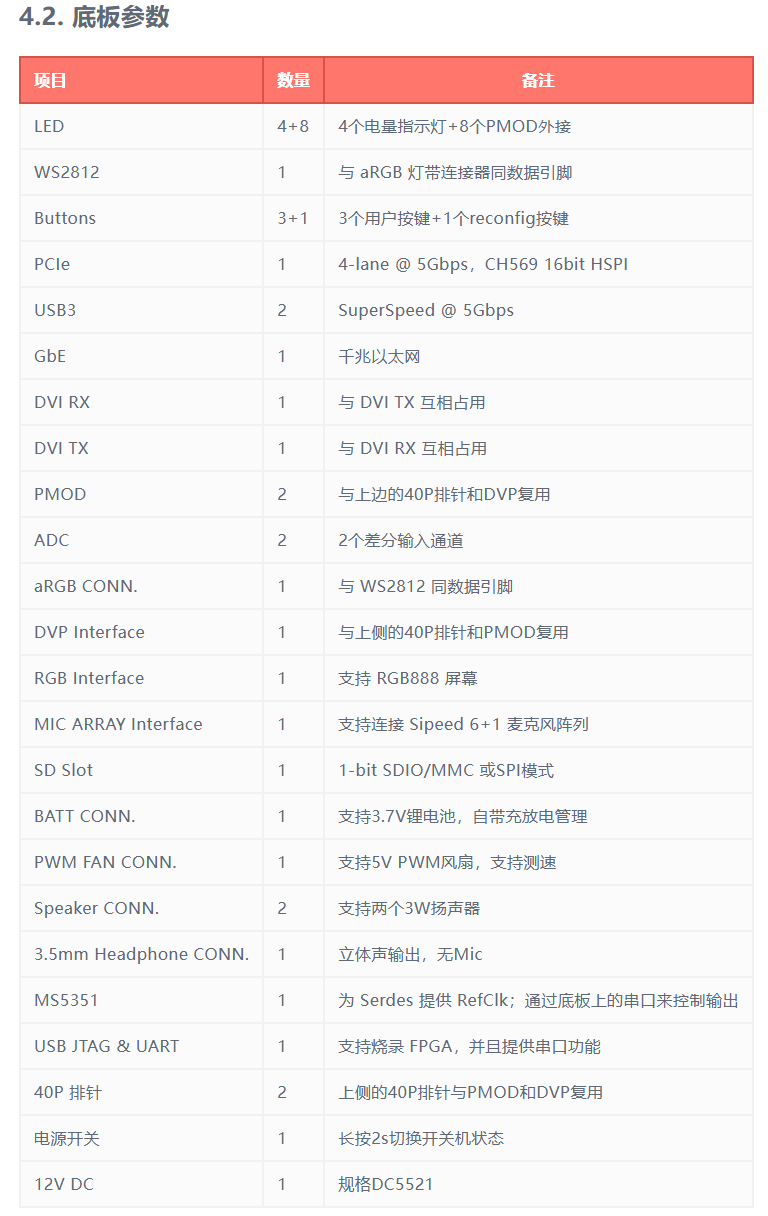 4.2. 底板参数
项目 数量 备注
LED 4+8 4个电量指示灯+8个PMOD外接
WS2812 1 与 aRGB 灯带连接器同数据引脚
Buttons 3+1 3个用户按键+1个reconfig按键
PCIe 1 4-lane @ 5Gbps，CH569 16bit HSPI
USB3 2 SuperSpeed @ 5Gbps
GbE 1 千兆以太网
DVI RX 1 与 DVI TX 互相占用
DVI TX 1 与 DVI RX 互相占用
PMOD 2 与上边的40P排针和DVP复用
ADC 2 2个差分输入通道
aRGB CONN. 1 与 WS2812 同数据引脚
DVP Interface 1 与上侧的40P排针和PMOD复用
RGB Interface 1 支持 RGB888 屏幕
MIC ARRAY Interface 1 支持连接 Sipeed 6+1 麦克风阵列
SD Slot 1 1-bit SDIO/MMC 或SPI模式
BATT CONN. 1 支持3.7V锂电池，自带充放电管理
PWM FAN CONN. 1 支持5V PWM风扇，支持测速
Speaker CONN. 2 支持两个3W扬声器
3.5mm Headphone CONN. 1 立体声输出，无Mic
MS5351 1 为 Serdes 提供 RefClk；通过底板上的串口来控制输出
USB JTAG & UART 1 支持烧录 FPGA，并且提供串口功能
40P 排针 2 上侧的40P排针与PMOD和DVP复用
电源开关 1 长按2s切换开关机状态
12V DC 1 规格DC5521